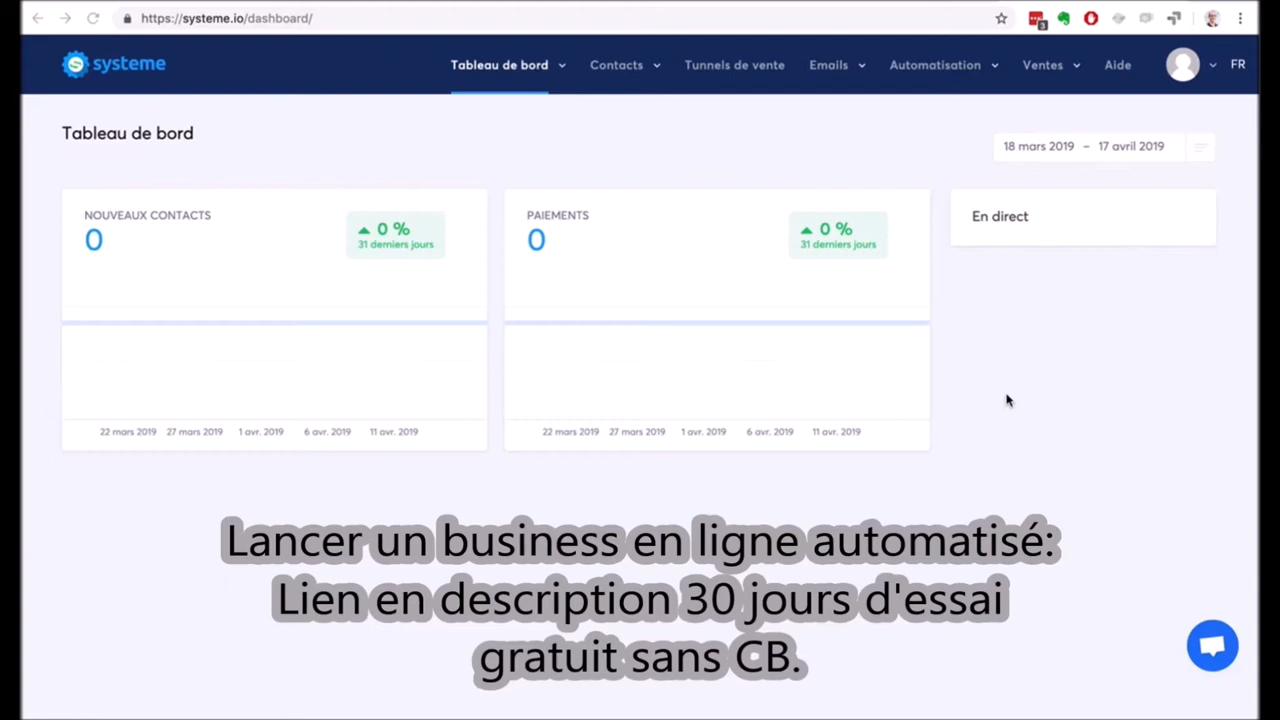 https://systeme.io/dashboard/
3
systeme
Tableau de bord
Contacts
Tunnels de vente
Emails
Automatisation
Ventes
Aide
FR
Tableau de bord
18 mars 2019 – 17 avril 2019
NOUVEAUX CONTACTS
0
0 %
31 derniers jours
PAIEMENTS
0
0 %
31 derniers jours
En direct
22 mars 2019 27 mars 2019 1 avr. 2019 6 avr. 2019 11 avr. 2019
22 mars 2019 27 mars 2019 1 avr. 2019 6 avr. 2019 11 avr. 2019
Lancer un business en ligne automatisé:
Lien en description 30 jours d'essai
gratuit sans CB.